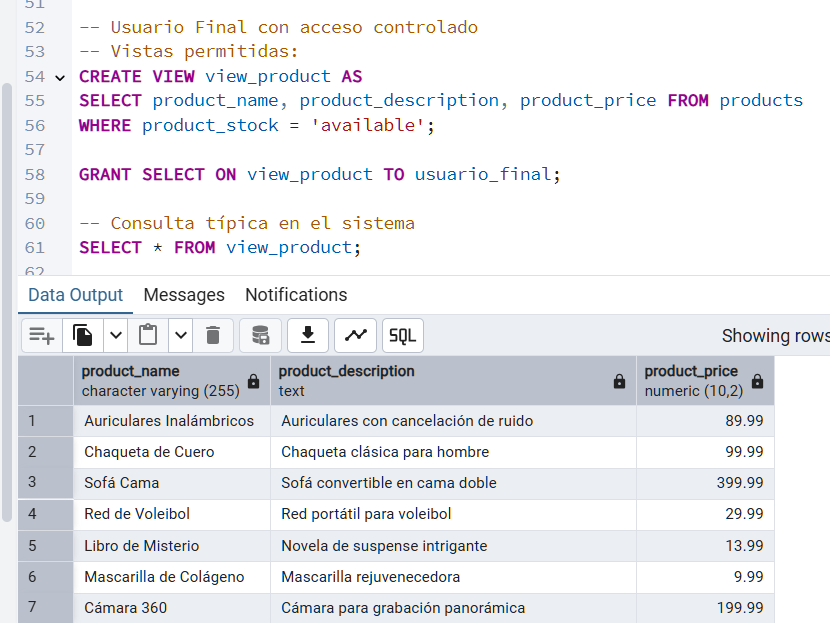 51
52 -- Usuario Final con acceso controlado
53 -- Vistas permitidas:
54 CREATE VIEW view_product AS
55 SELECT product_name, product_description, product_price FROM products
56 WHERE product_stock = 'available';
57
58 GRANT SELECT ON view_product TO usuario_final;
59
60 -- Consulta típica en el sistema
61 SELECT * FROM view_product;
62
Data Output Messages Notifications
SQL Showing rows
product_name product_description product_price
character varying (255) text numeric (10,2)
1 Auriculares Inalámbricos Auriculares con cancelación de ruido 89.99
2 Chaqueta de Cuero Chaqueta clásica para hombre 99.99
3 Sofá Cama Sofá convertible en cama doble 399.99
4 Red de Voleibol Red portátil para voleibol 29.99
5 Libro de Misterio Novela de suspense intrigante 13.99
6 Mascarilla de Colágeno Mascarilla rejuvenecedora 9.99
7 Cámara 360 Cámara para grabación panorámica 199.99